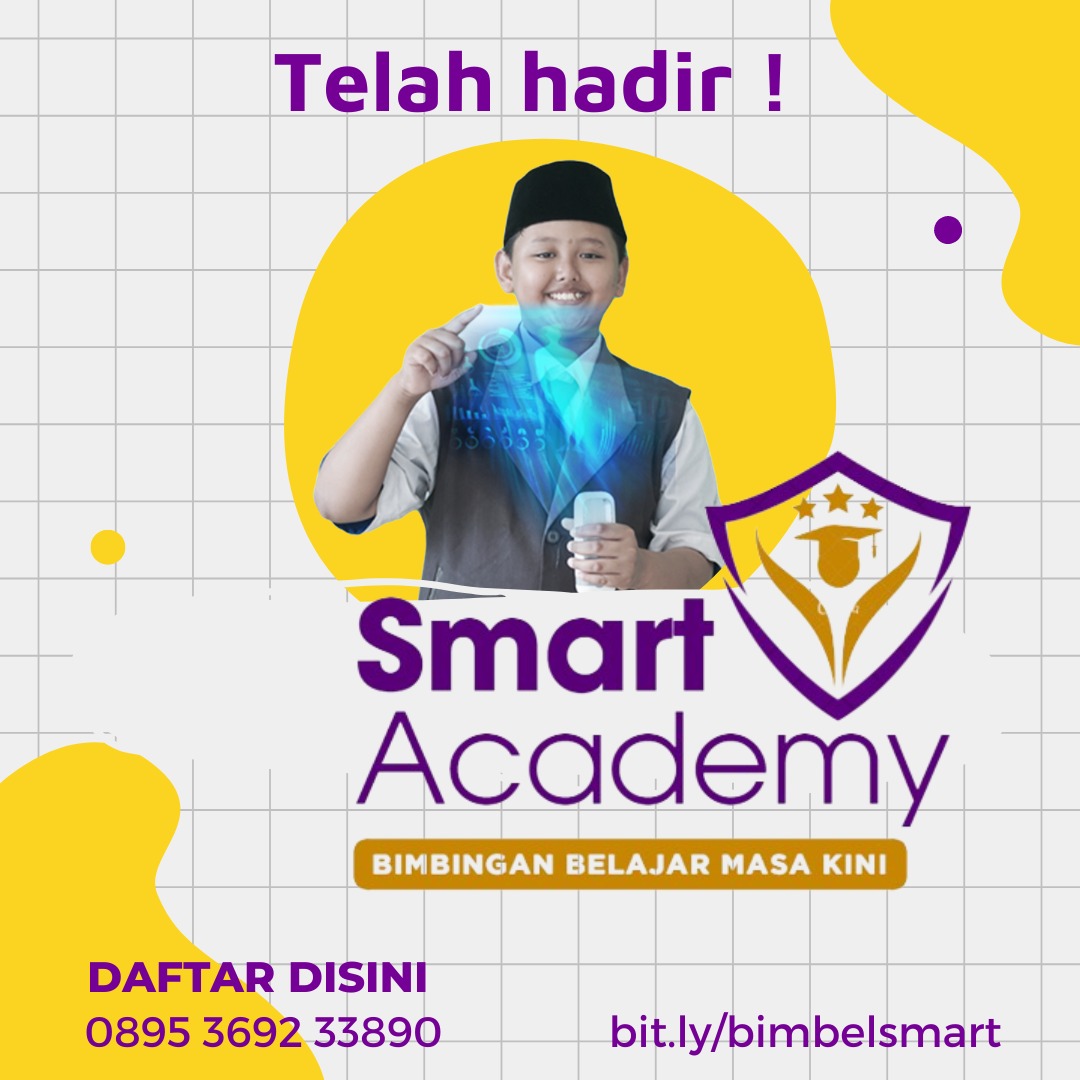 Telah hadir !
Smart
Academy
BIMBINGAN BELAJAR MASA KINI
DAFTAR DISINI
0895 3692 33890
bit.ly/bimbelsmart